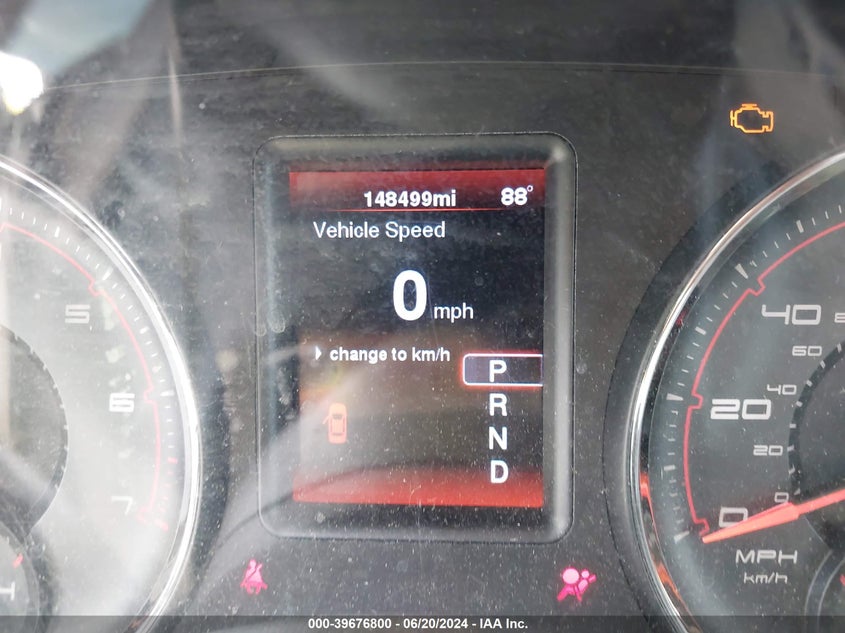 148499mi 88°
Vehicle Speed
0 mph
change to km/h
P
R
N
D
5
6
7
40
60
40
20
20
0
0
MPH
km/h
000-39676800 - 06/20/2024 - IAA Inc.